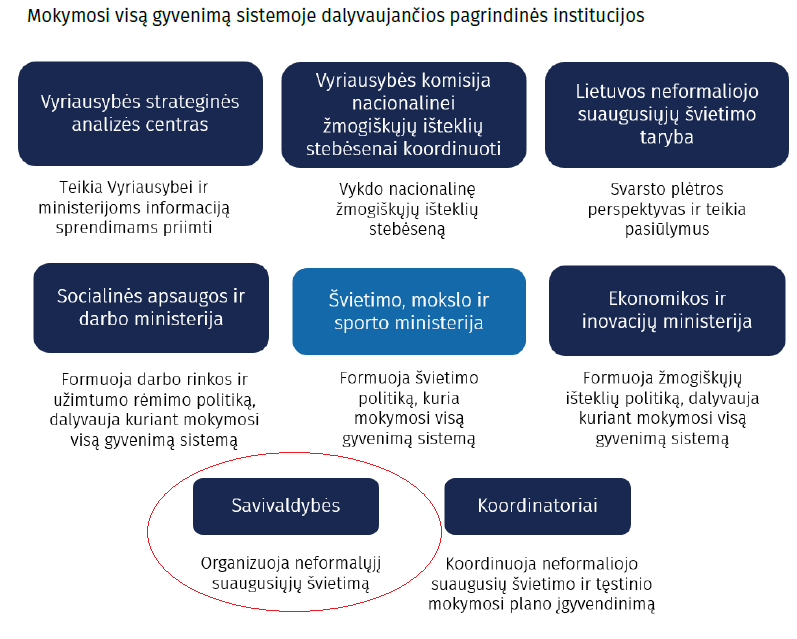 Mokymosi visą gyvenimą sistemoje dalyvaujančios pagrindinės institucijos
Vyriausybės strateginės
analizės centras
Teikia Vyriausybei ir
ministerijoms informaciją
sprendimams priimti
Vyriausybės komisija
nacionalinei
žmogiškųjų išteklių
stebėsenai koordinuoti
Vykdo nacionalinę
žmogiškųjų išteklių
stebėseną
Lietuvos neformaliojo
suaugusiųjų švietimo
taryba
Svarsto plėtros
perspektyvas ir teikia
pasiūlymus
Socialinės apsaugos ir
darbo ministerija
Formuoja darbo rinkos ir
užimtumo rėmimo politiką,
dalyvauja kuriant mokymosi
visą gyvenimą sistemą
Švietimo, mokslo ir
sporto ministerija
Formuoja švietimo
politiką, kuria
mokymosi visą
gyvenimą sistemą
Ekonomikos ir
inovacijų ministerija
Formuoja žmogiškųjų
išteklių politiką, dalyvauja
kuriant mokymosi visą
gyvenimą sistemą
Savivaldybės
Organizuoja neformalųjį
suaugusiųjų švietimą
Koordinatoriai
Koordinuoja neformaliojo
suaugusių švietimo ir tęstinio
mokymosi plano įgyvendinimą